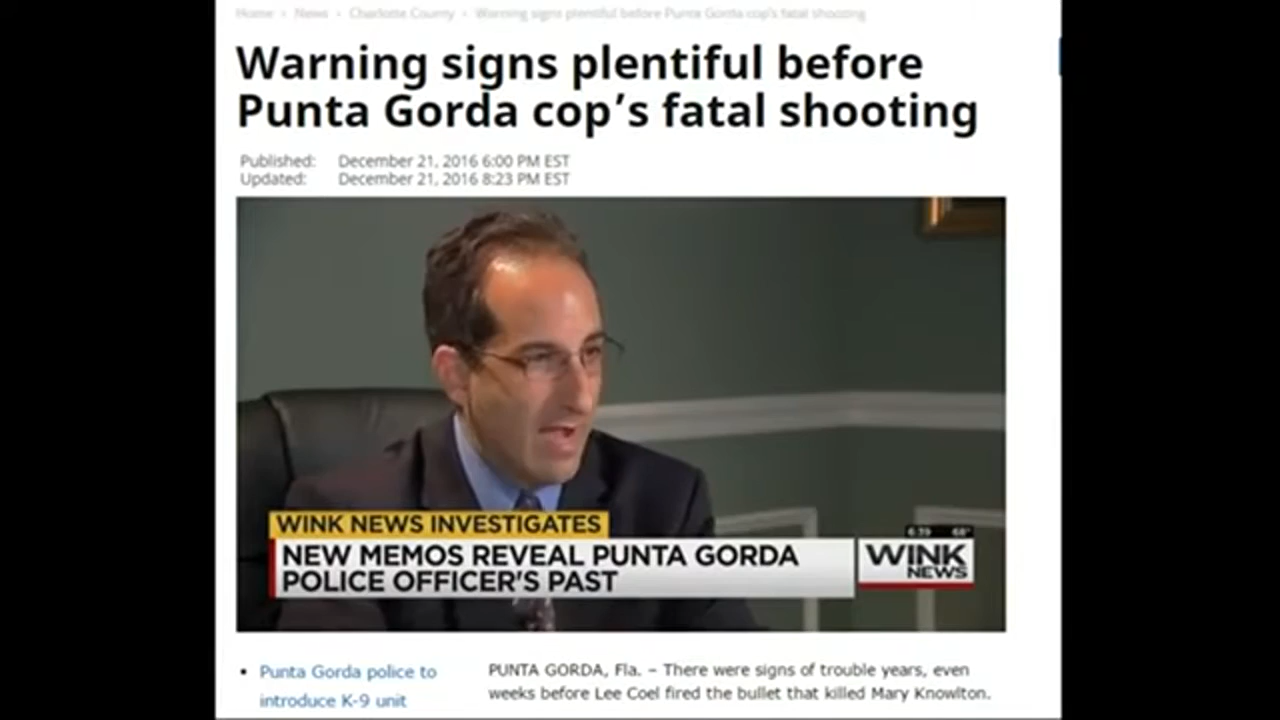 Home › News › Charlotte County › Warning signs plentiful before Punta Gorda cop's fatal shooting
Warning signs plentiful before
Punta Gorda cop's fatal shooting
Published: December 21, 2016 6:00 PM EST
Updated: December 21, 2016 8:23 PM EST
WINK NEWS INVESTIGATES
NEW MEMOS REVEAL PUNTA GORDA
POLICE OFFICER'S PAST
WINK
NEWS
• Punta Gorda police to
introduce K-9 unit
PUNTA GORDA, Fla. – There were signs of trouble years, even
weeks before Lee Coel fired the bullet that killed Mary Knowlton.